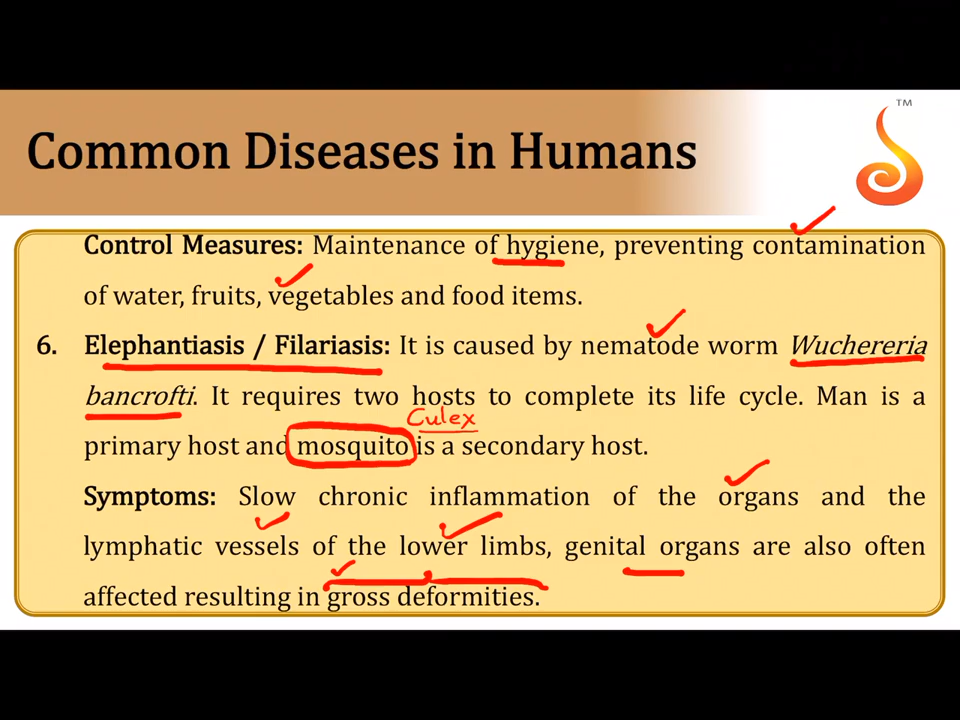 TM
Common Diseases in Humans
Control Measures: Maintenance of hygiene, preventing contamination
of water, fruits, vegetables and food items.
6. Elephantiasis / Filariasis: It is caused by nematode worm Wuchereria
bancrofti. It requires two hosts to complete its life cycle. Man is a
Culex
primary host and mosquito is a secondary host.
Symptoms: Slow chronic inflammation of the organs and the
lymphatic vessels of the lower limbs, genital organs are also often
affected resulting in gross deformities.